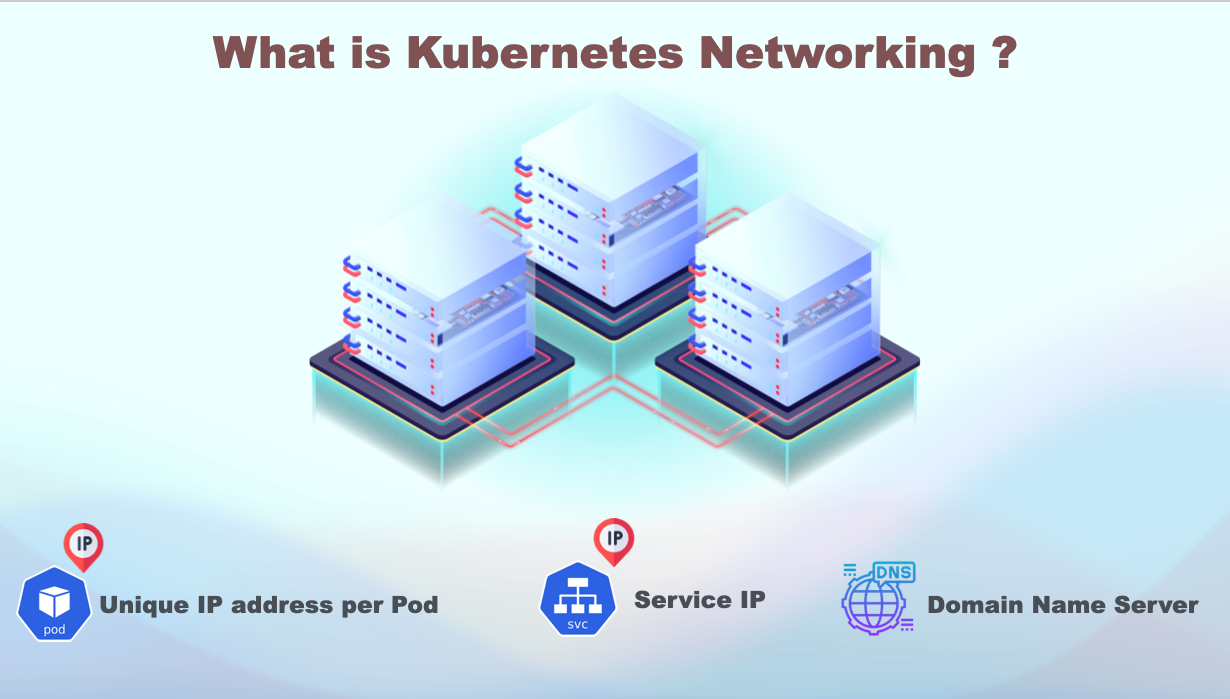 What is Kubernetes Networking ?
IP
pod
Unique IP address per Pod
IP
svc
Service IP
DNS
Domain Name Server